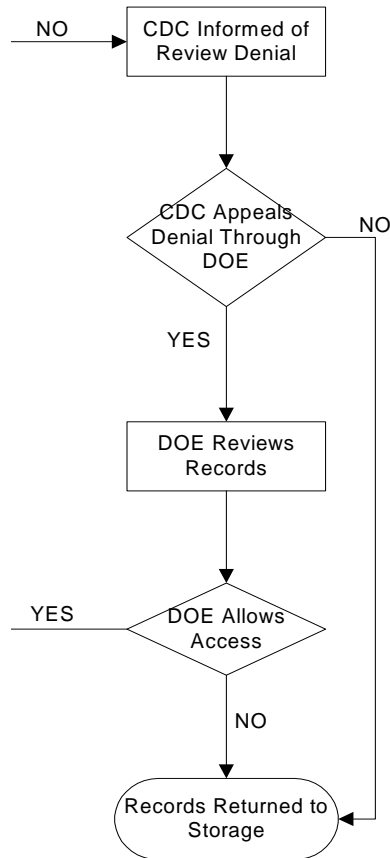 NO
CDC Informed of
Review Denial
CDC Appeals
Denial Through
DOE
NO
YES
DOE Reviews
Records
YES
DOE Allows
Access
NO
Records Returned to
Storage